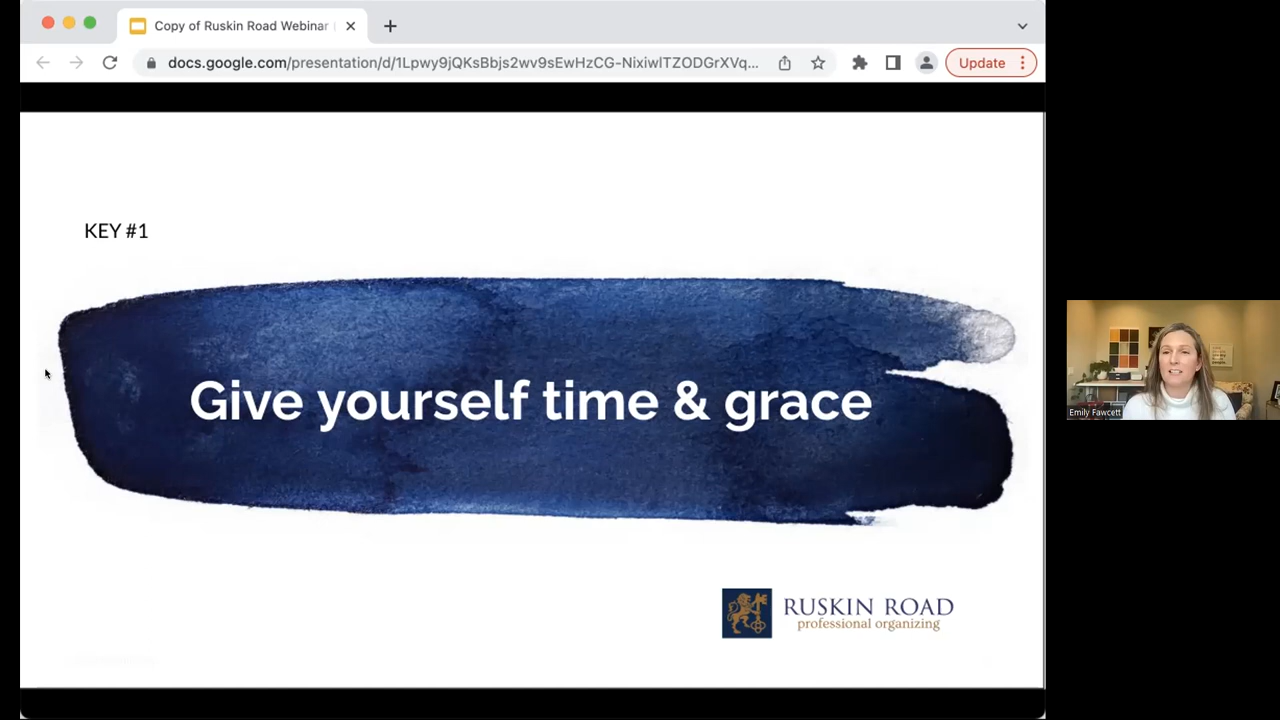 Copy of Ruskin Road Webinar
docs.google.com/presentation/d/1Lpwy9jQKsBbjs2wv9sEwHzCG-NixiwITZODGrXVq...
Update
KEY #1
Give yourself time & grace
RUSKIN ROAD
professional organizing
Emily Fawcett